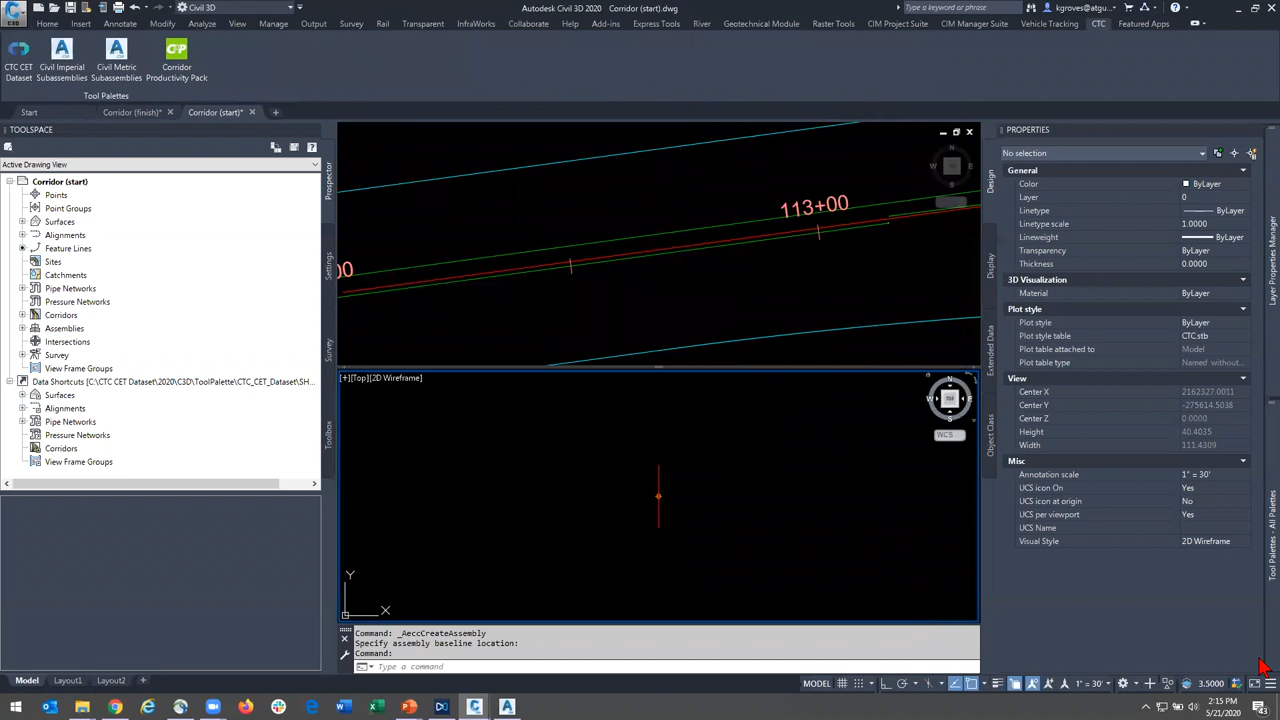 C3D
Civil 3D
Autodesk Civil 3D 2020 Corridor (start).dwg
Type a keyword or phrase
kgroves@atgu...
Home
Insert
Annotate
Modify
Analyze
View
Manage
Output
Survey
Rail
Transparent
InfraWorks
Collaborate
Help
Add-ins
Express Tools
River
Geotechnical Module
Raster Tools
CIM Project Suite
CIM Manager Suite
Vehicle Tracking
CTC
Featured Apps
CTC CET Dataset
Civil Imperial Subassemblies
Civil Metric Subassemblies
Corridor Productivity Pack
Tool Palettes
Start
Corridor (finish)*
Corridor (start)*
TOOLSPACE
Active Drawing View
Corridor (start)
Points
Point Groups
Surfaces
Alignments
Feature Lines
Sites
Catchments
Pipe Networks
Pressure Networks
Corridors
Assemblies
Intersections
Survey
View Frame Groups
Data Shortcuts [C:\CTC CET Dataset\2020\C3D\ToolPalette\CTC_CET_Dataset\SH...
Surfaces
Alignments
Pipe Networks
Pressure Networks
Corridors
View Frame Groups
Prospector
Settings
Survey
Toolbox
113+00
00
N
W
E
S
[+][Top][2D Wireframe]
N
W
TOP
E
S
WCS
Y
X
Command: _AeccCreateAssembly
Specify assembly baseline location:
Command:
Type a command
PROPERTIES
No selection
General
Color ByLayer
Layer 0
Linetype ByLayer
Linetype scale 1.0000
Lineweight ByLayer
Transparency ByLayer
Thickness 0.0000
3D Visualization
Material ByLayer
Plot style
Plot style ByLayer
Plot style table CTC.stb
Plot table attached to Model
Plot table type Named without...
View
Center X 2162327.0011
Center Y -275614.5038
Center Z 0.0000
Height 40.4035
Width 111.4309
Misc
Annotation scale 1" = 30'
UCS icon On Yes
UCS icon at origin No
UCS per viewport Yes
UCS Name
Visual Style 2D Wireframe
Design
Display
Extended Data
Object Class
Layer Properties Manager
Tool Palettes - All Palettes
Model
Layout1
Layout2
MODEL
1" = 30'
3.5000
2:15 PM
5/21/2020
43